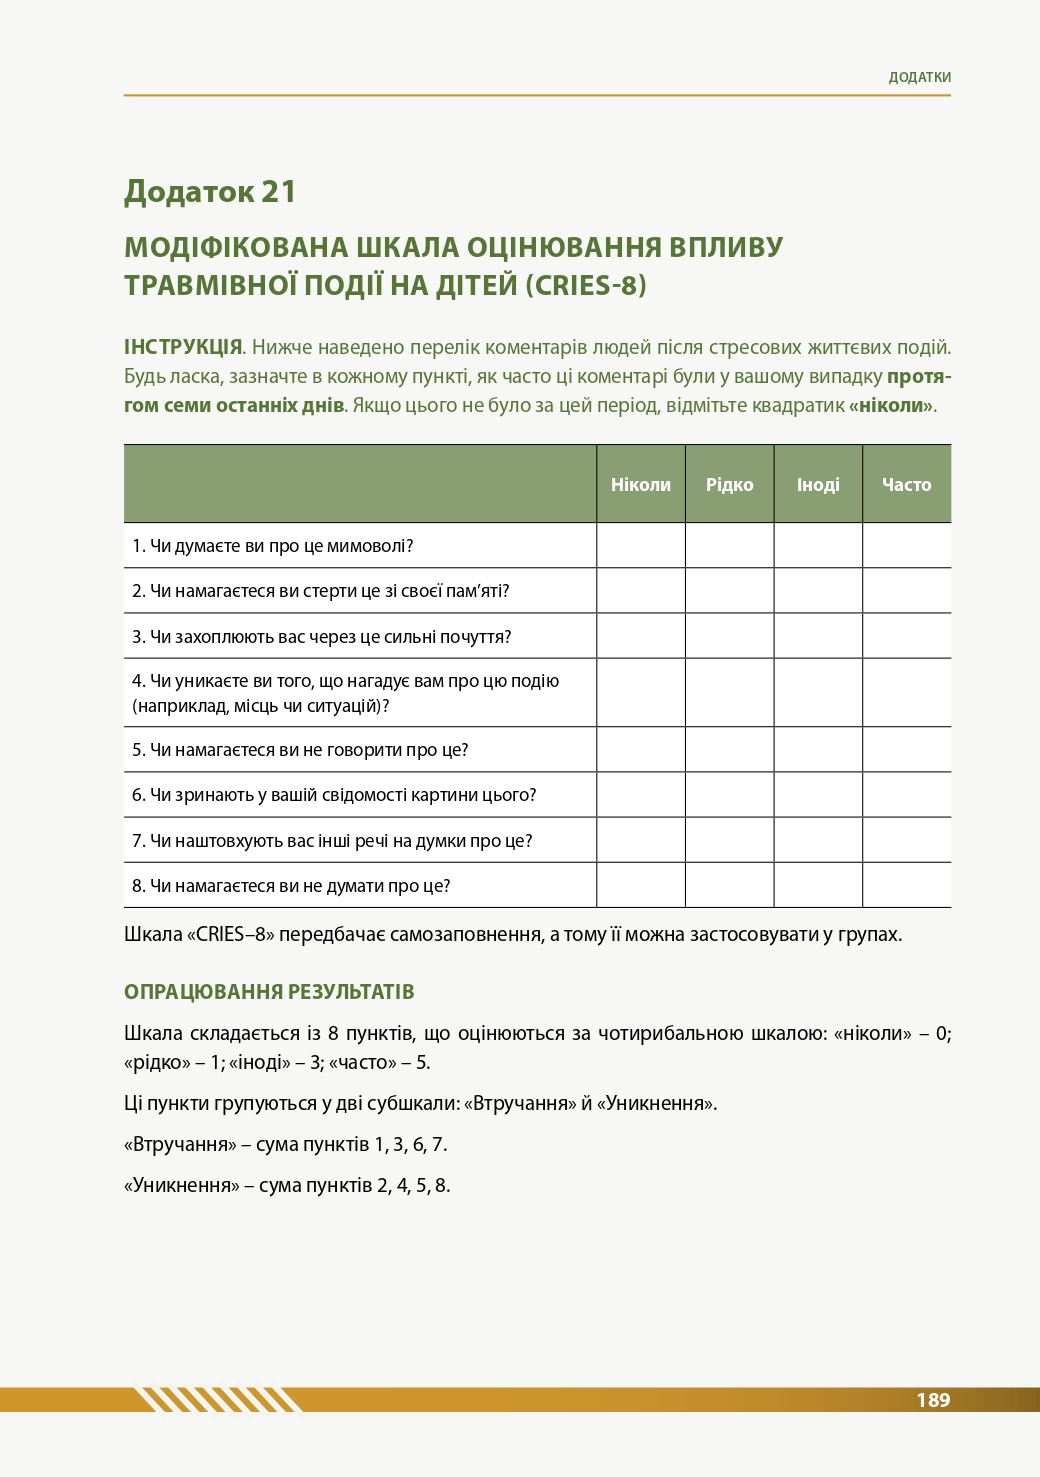 ДОДАТКИ
Додаток 21
МОДІФІКОВАНА ШКАЛА ОЦІНЮВАННЯ ВПЛИВУ
ТРАВМІВНОЇ ПОДІЇ НА ДІТЕЙ (CRIES-8)
ІНСТРУКЦІЯ. Нижче наведено перелік коментарів людей після стресових життєвих подій.
Будь ласка, зазначте в кожному пункті, як часто ці коментарі були у вашому випадку протя-
гом семи останніх днів. Якщо цього не було за цей період, відмітьте квадратик «ніколи».
Ніколи Рідко Іноді Часто
1. Чи думаєте ви про це мимоволі?
2. Чи намагаєтеся ви стерти це зі своєї пам’яті?
3. Чи захоплюють вас через це сильні почуття?
4. Чи уникаєте ви того, що нагадує вам про цю подію
(наприклад, місць чи ситуацій)?
5. Чи намагаєтеся ви не говорити про це?
6. Чи зринають у вашій свідомості картини цього?
7. Чи наштовхують вас інші речі на думки про це?
8. Чи намагаєтеся ви не думати про це?
Шкала «CRIES–8» передбачає самозаповнення, а тому її можна застосовувати у групах.
ОПРАЦЮВАННЯ РЕЗУЛЬТАТІВ
Шкала складається із 8 пунктів, що оцінюються за чотирибальною шкалою: «ніколи» – 0;
«рідко» – 1; «іноді» – 3; «часто» – 5.
Ці пункти групуються у дві субшкали: «Втручання» й «Уникнення».
«Втручання» – сума пунктів 1, 3, 6, 7.
«Уникнення» – сума пунктів 2, 4, 5, 8.
189